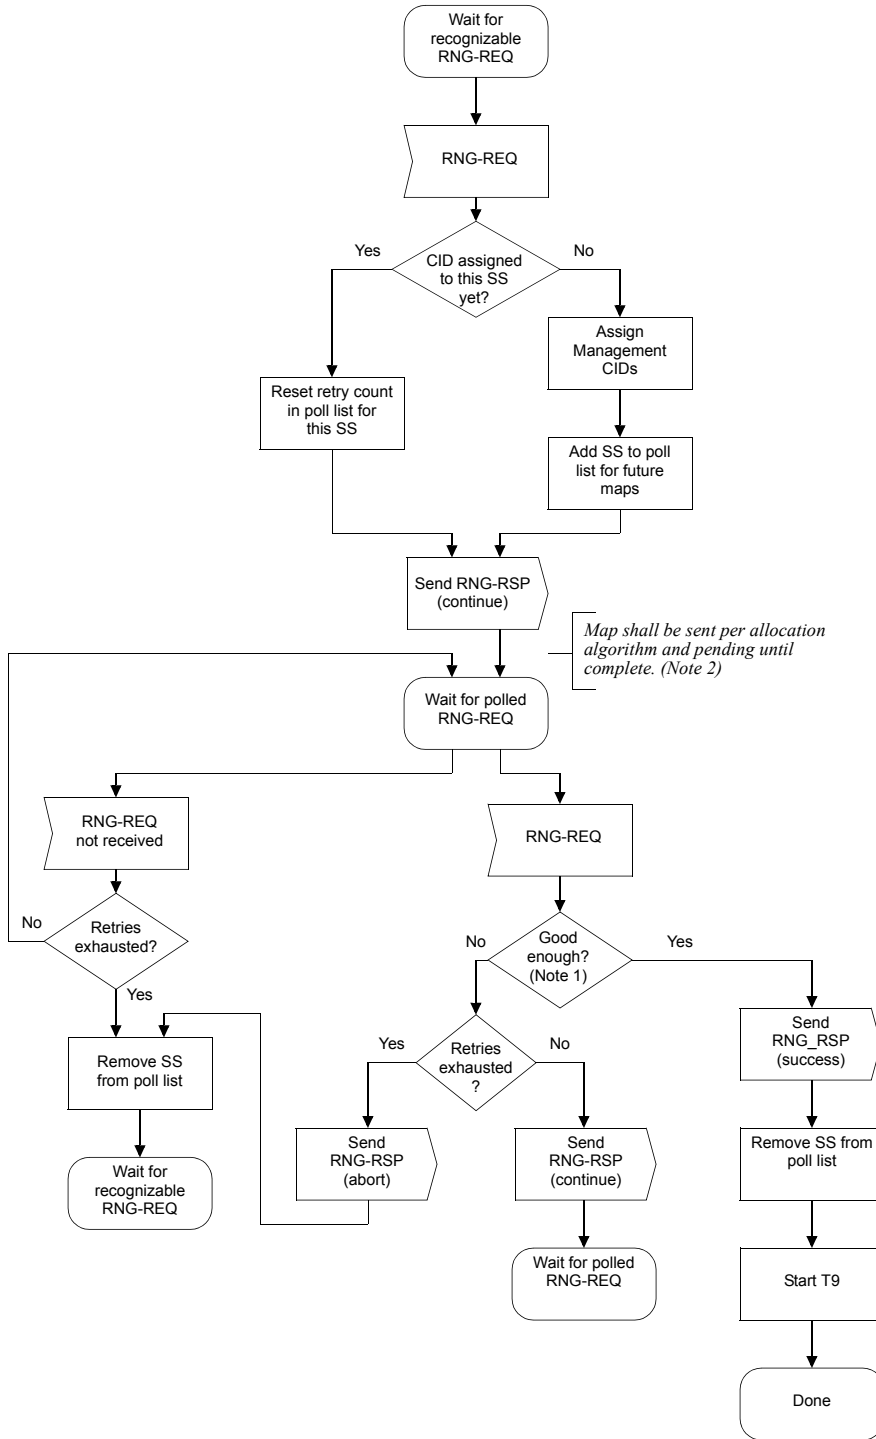 Wait for
recognizable
RNG-REQ
RNG-REQ
Yes
No
CID assigned
to this SS
yet?
Assign
Management
CIDs
Reset retry count
in poll list for
this SS
Add SS to poll
list for future
maps
Send RNG-RSP
(continue)
Map shall be sent per allocation
algorithm and pending until
complete. (Note 2)
Wait for polled
RNG-REQ
RNG-REQ
not received
RNG-REQ
No
Retries
exhausted?
Yes
No
Good
enough?
(Note 1)
Yes
Remove SS
from poll list
Wait for
recognizable
RNG-REQ
Yes
Retries
exhausted
?
No
Send
RNG_RSP
(success)
Send
RNG-RSP
(abort)
Send
RNG-RSP
(continue)
Remove SS from
poll list
Wait for polled
RNG-REQ
Start T9
Done